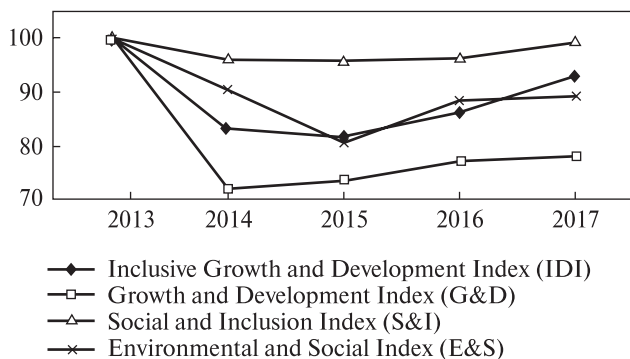 100
90
80
70
2013 2014 2015 2016 2017
Inclusive Growth and Development Index (IDI)
Growth and Development Index (G&D)
Social and Inclusion Index (S&I)
Environmental and Social Index (E&S)